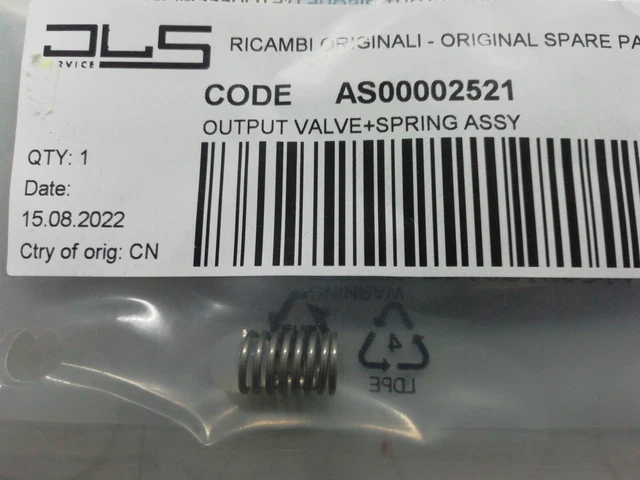 DLS
SERVICE
RICAMBI ORIGINALI - ORIGINAL SPARE PA
CODE AS00002521
OUTPUT VALVE+SPRING ASSY
QTY: 1
Date:
15.08.2022
Ctry of orig: CN
WARNING
4
LDPE